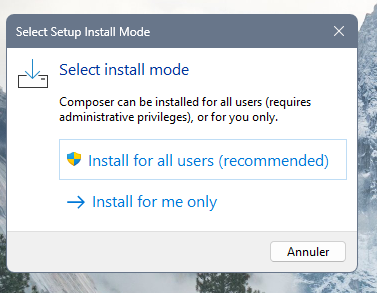 Select Setup Install Mode
Select install mode
Composer can be installed for all users (requires
administrative privileges), or for you only.
Install for all users (recommended)
Install for me only
Annuler